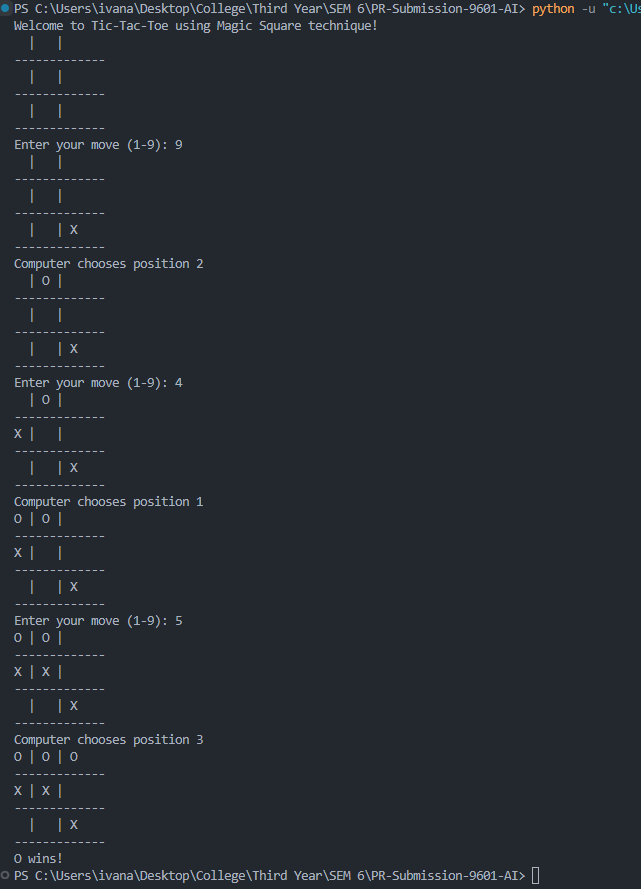 PS C:\Users\ivana\Desktop\College\Third Year\SEM 6\PR-Submission-9601-AI> python -u "c:\Us
Welcome to Tic-Tac-Toe using Magic Square technique!
  |   |
-------------
  |   |
-------------
  |   |
-------------
Enter your move (1-9): 9
  |   |
-------------
  |   |
-------------
  |   | X
-------------
Computer chooses position 2
  | O |
-------------
  |   |
-------------
  |   | X
-------------
Enter your move (1-9): 4
  | O |
-------------
X |   |
-------------
  |   | X
-------------
Computer chooses position 1
O | O |
-------------
X |   |
-------------
  |   | X
-------------
Enter your move (1-9): 5
O | O |
-------------
X | X |
-------------
  |   | X
-------------
Computer chooses position 3
O | O | O
-------------
X | X |
-------------
  |   | X
-------------
O wins!
PS C:\Users\ivana\Desktop\College\Third Year\SEM 6\PR-Submission-9601-AI>